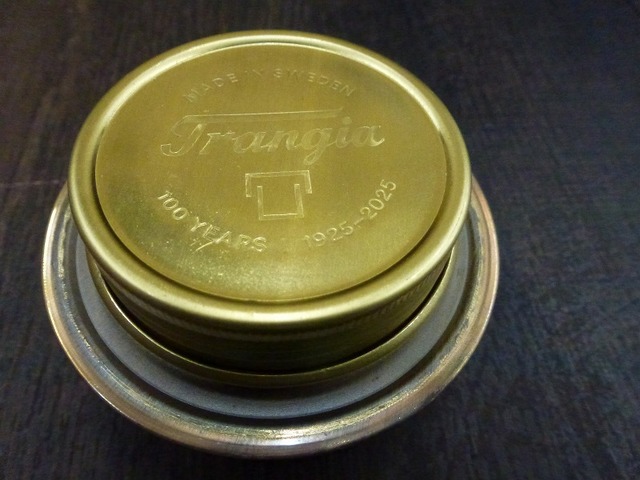 MADE IN SWEDEN
Trangia
100 YEARS 1925-2025